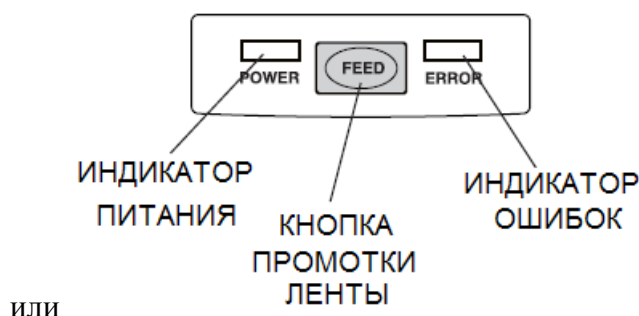 POWER
FEED
ERROR
ИНДИКАТОР
ПИТАНИЯ
КНОПКА
ПРОМОТКИ
ЛЕНТЫ
ИНДИКАТОР
ОШИБОК
или